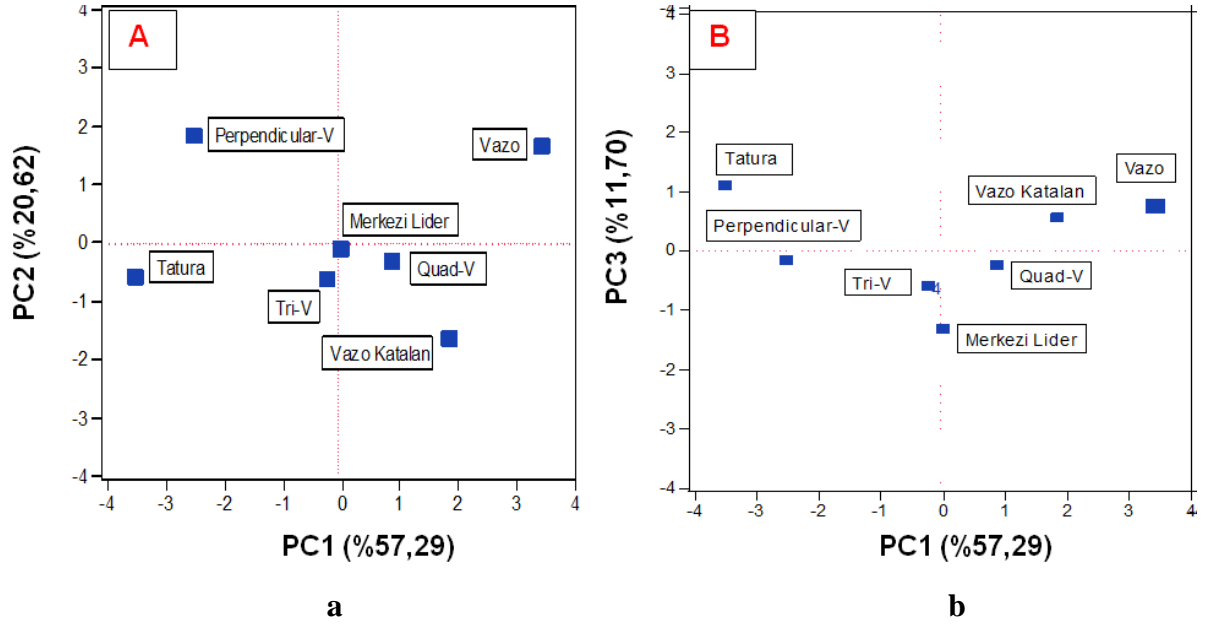 A
PC2 (%20,62)
4
3
2
1
0
-1
-2
-3
-4
Perpendicular-V
Vazo
Merkezi Lider
Tatura
Quad-V
Tri-V
Vazo Katalan
-4 -3 -2 -1 0 1 2 3 4
PC1 (%57,29)
a
B
PC3 (%11,70)
4
4
3
2
1
0
-1
-2
-3
-4
Tatura
Vazo
Vazo Katalan
Perpendicular-V
Quad-V
Tri-V
4
Merkezi Lider
-4 -3 -2 -1 0 1 2 3 4
PC1 (%57,29)
b